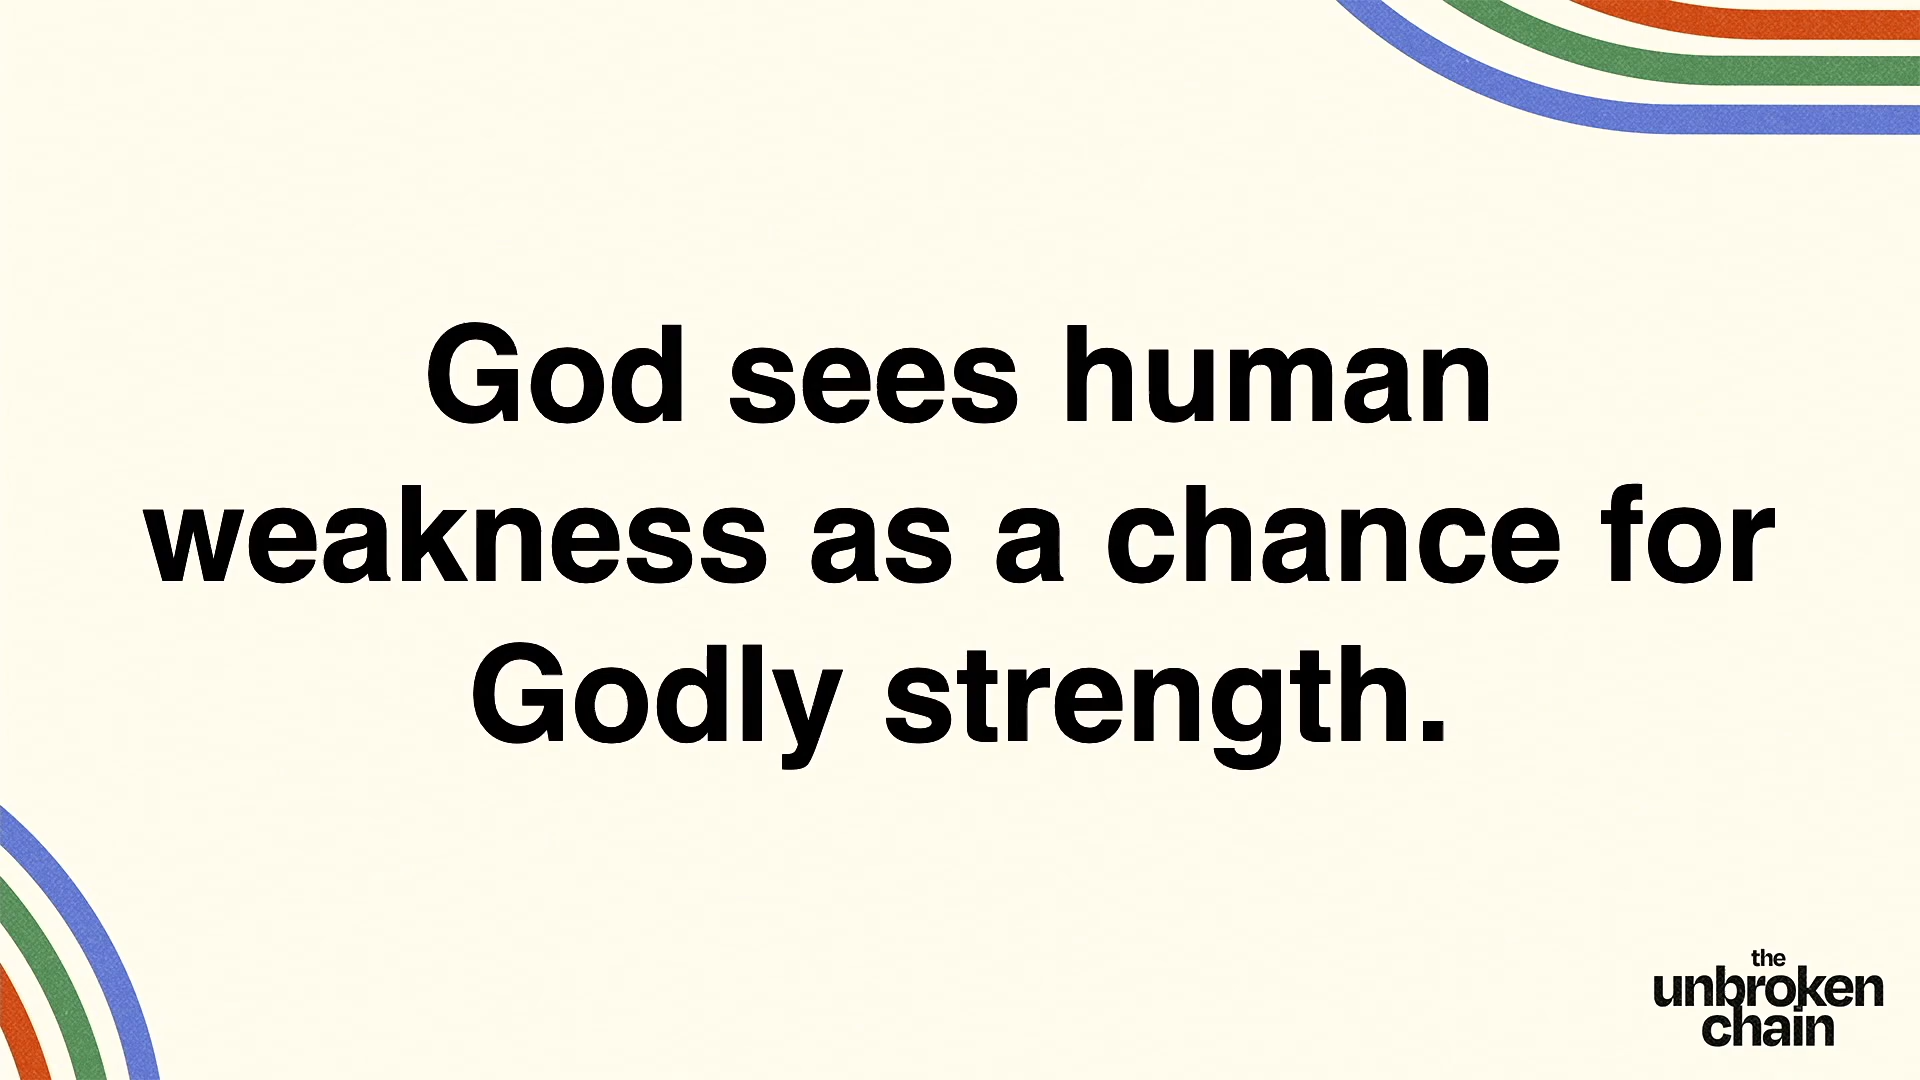 God sees human
weakness as a chance for
Godly strength.
the
unbroken
chain